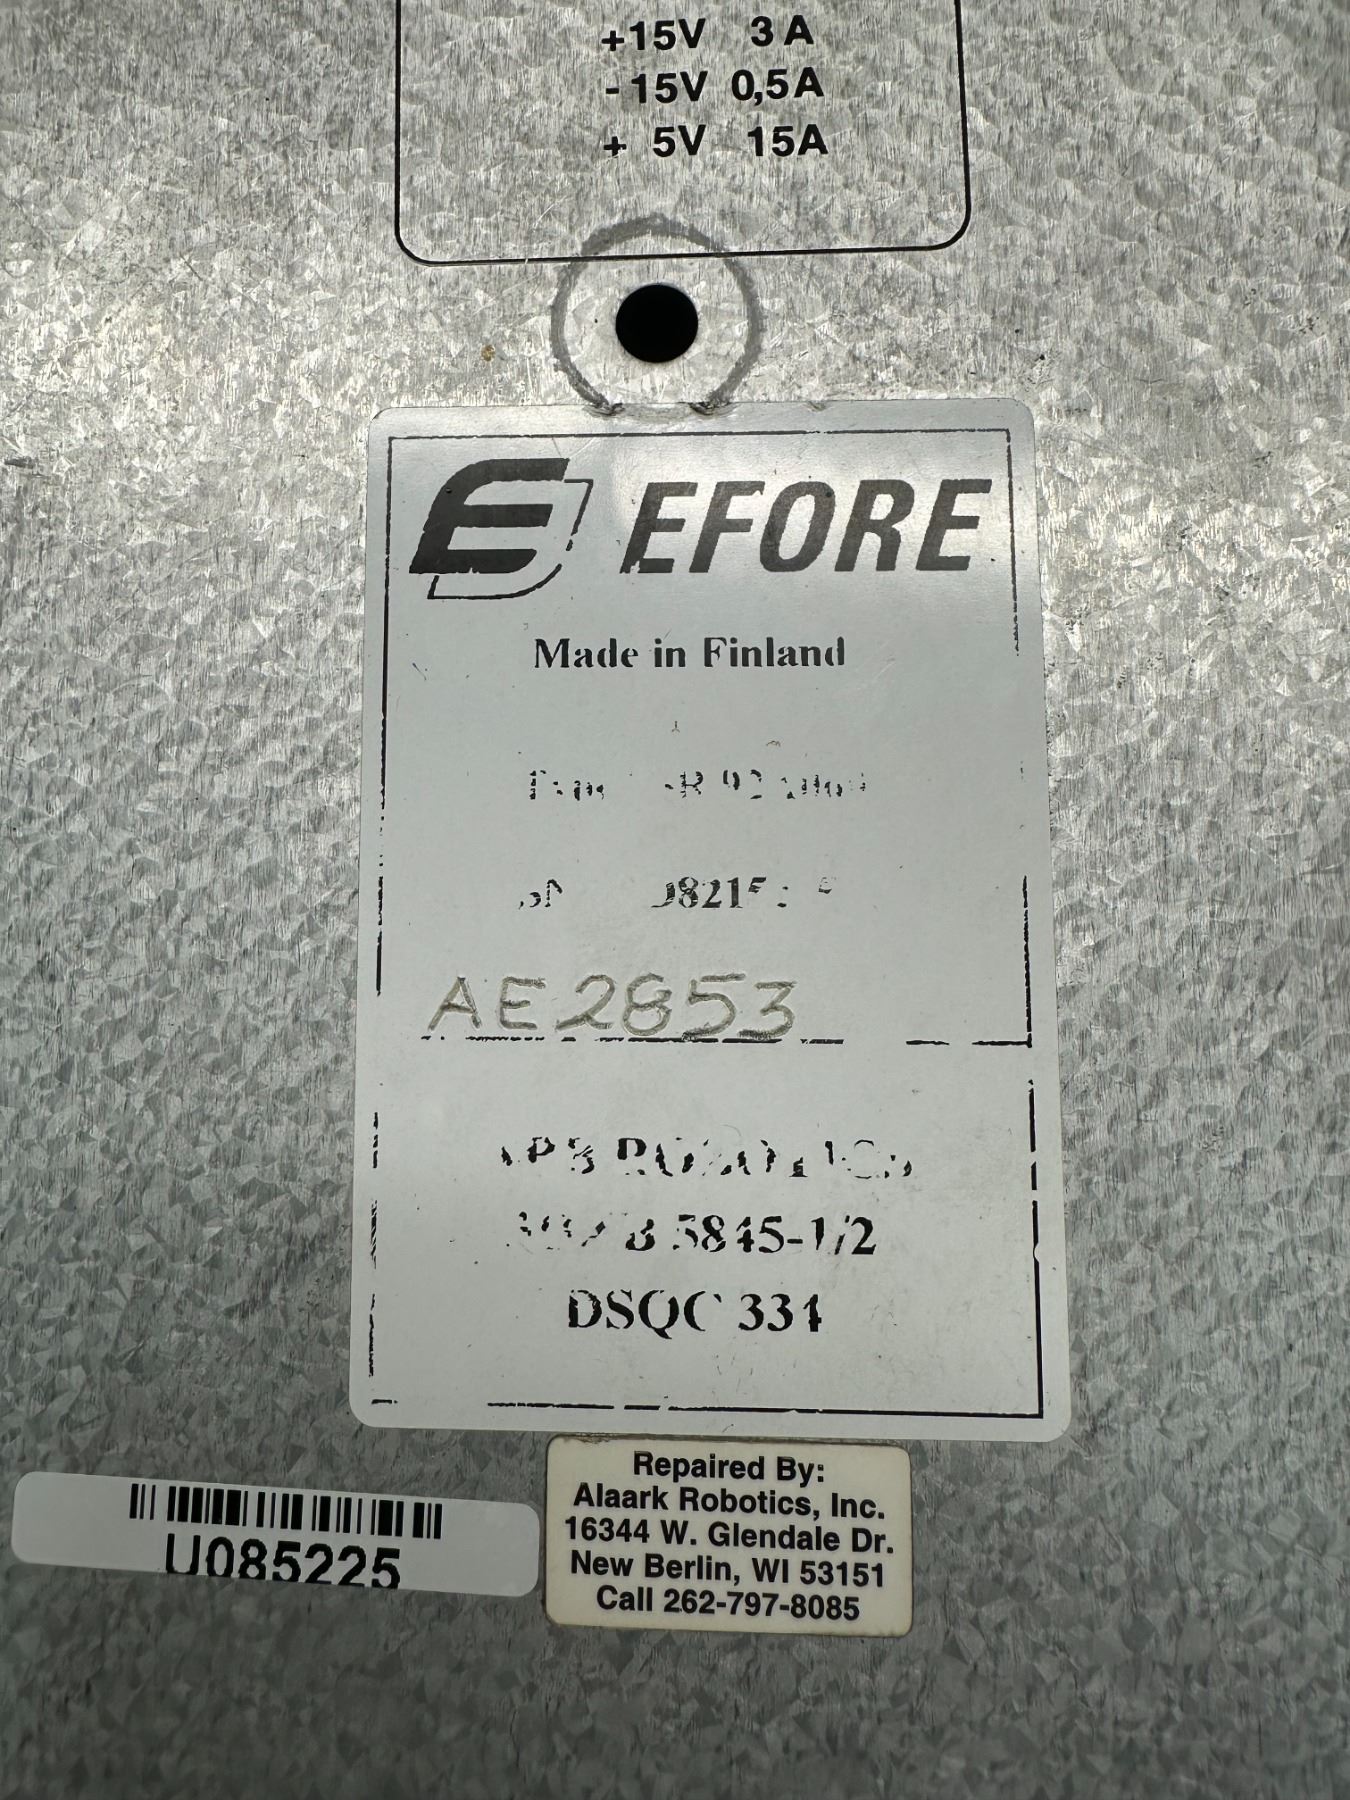 +15V 3 A
- 15V 0,5A
+ 5V 15A
EFORE
Made in Finland
AE2853
5845-1/2
DSQC 334
Repaired By:
Alaark Robotics, Inc.
16344 W. Glendale Dr.
New Berlin, WI 53151
Call 262-797-8085
U085225